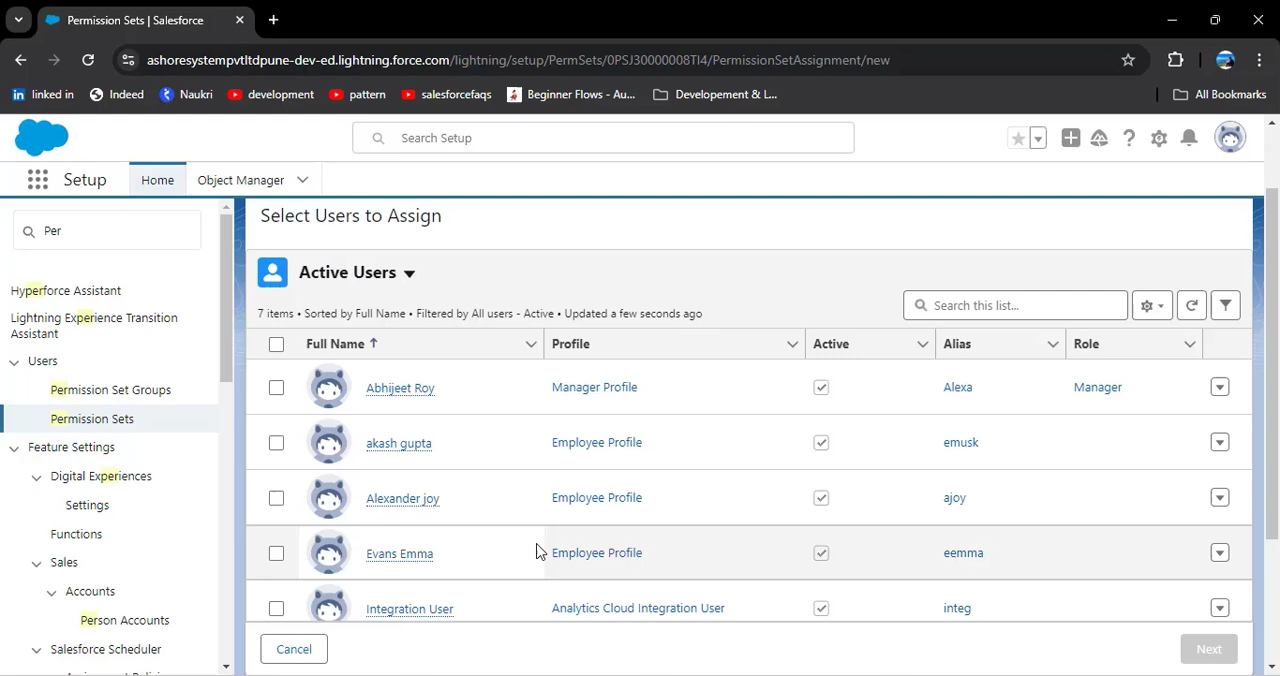 Permission Sets | Salesforce
ashoresystempvtltdpune-dev-ed.lightning.force.com/lightning/setup/PermSets/0PSJ30000008TI4/PermissionSetAssignment/new
linked in
Indeed
Naukri
development
pattern
salesforcefaqs
Beginner Flows - Au...
Developement & L...
All Bookmarks
Search Setup
Setup
Home
Object Manager
Per
Hyperforce Assistant
Lightning Experience Transition
Assistant
Users
Permission Set Groups
Permission Sets
Feature Settings
Digital Experiences
Settings
Functions
Sales
Accounts
Person Accounts
Salesforce Scheduler
Select Users to Assign
Active Users
7 items • Sorted by Full Name • Filtered by All users - Active • Updated a few seconds ago
Search this list...
Full Name Profile Active Alias Role
Abhijeet Roy Manager Profile Alexa Manager
akash gupta Employee Profile emusk
Alexander joy Employee Profile ajoy
Evans Emma Employee Profile eemma
Integration User Analytics Cloud Integration User integ
Cancel
Next